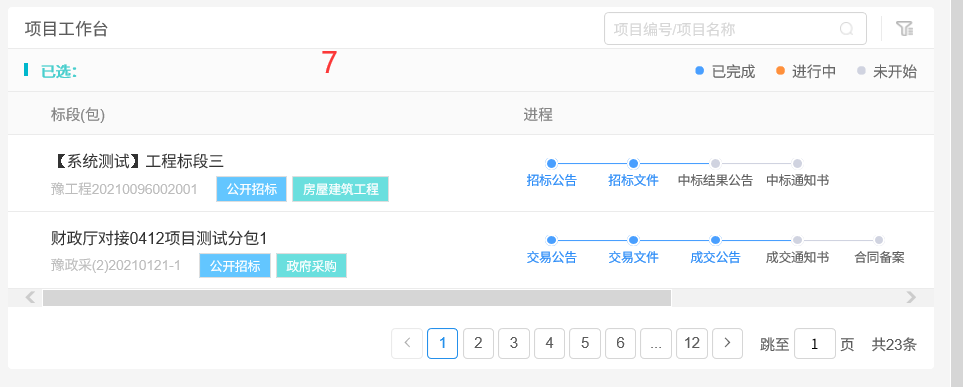 项目工作台
项目编号/项目名称
7
已选:
已完成 进行中 未开始
标段(包) 进程
【系统测试】工程标段三
豫工程20210096002001 公开招标 房屋建筑工程
招标公告 招标文件 中标结果公告 中标通知书
财政厅对接0412项目测试分包1
豫政采(2)20210121-1 公开招标 政府采购
交易公告 交易文件 成交公告 成交通知书 合同备案
1 2 3 4 5 6 ... 12 跳至 1 页 共23条